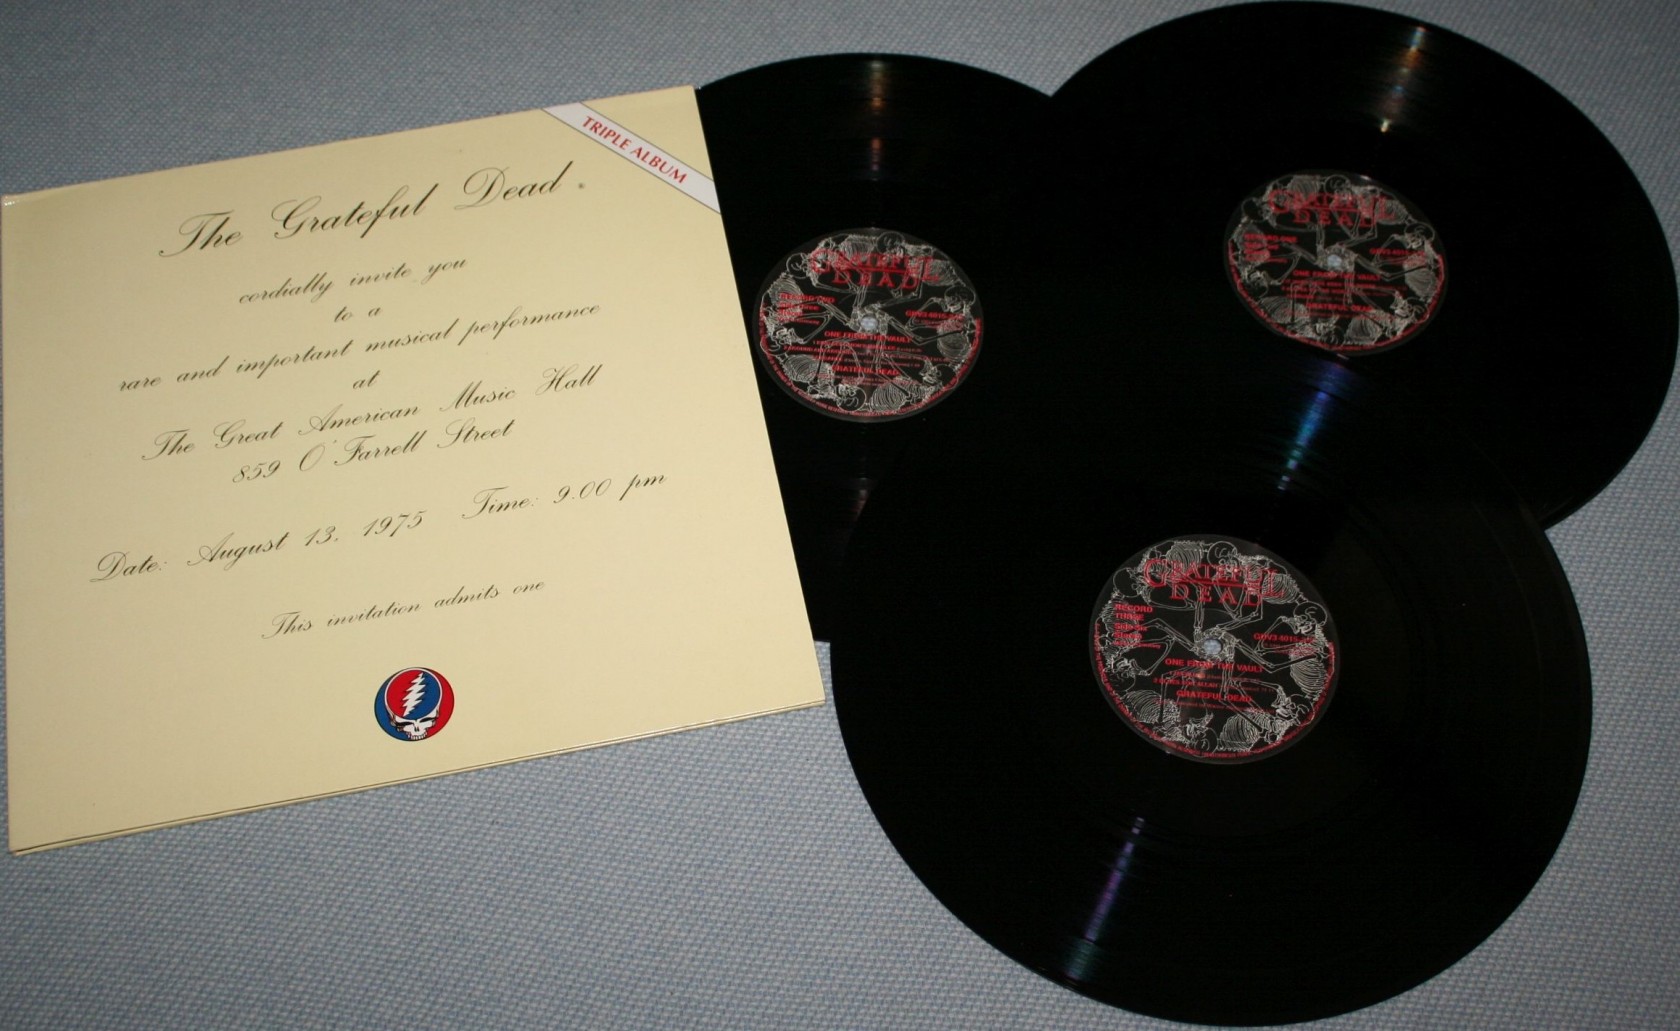 The Grateful Dead
cordially invite you
to a
rare and important musical performance
at
The Great American Music Hall
859 O'Farrell Street
Date: August 13, 1975 Time: 9.00 pm
This invitation admits one
TRIPLE ALBUM
GRATEFUL
DEAD
ONE FROM THE VAULT
GRATEFUL DEAD
GRATEFUL
DEAD
ONE FROM THE VAULT
GRATEFUL DEAD
GRATEFUL
DEAD
RECORD
THREE
ONE FROM THE VAULT
GRATEFUL DEAD